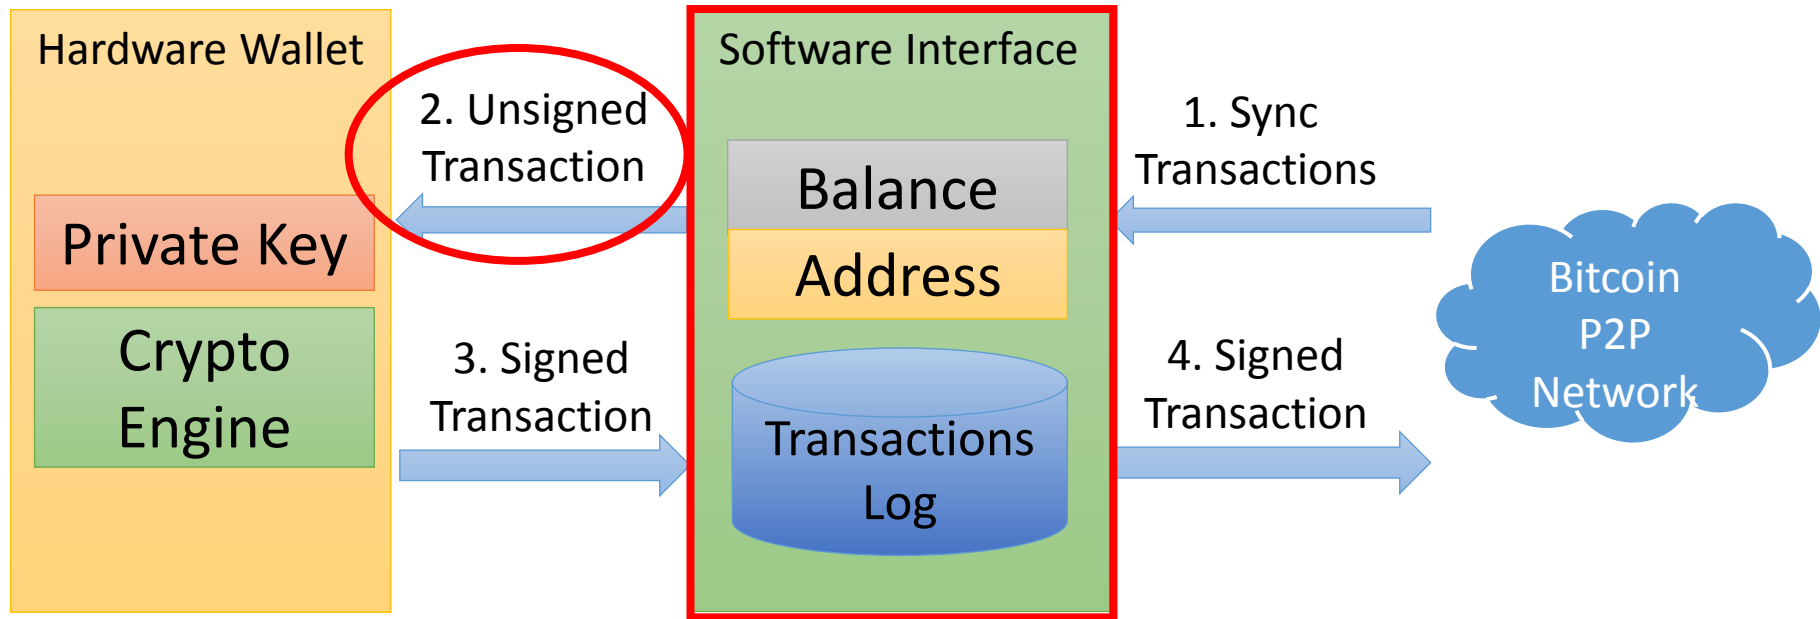 Hardware Wallet
Private Key
Crypto
Engine
2. Unsigned
Transaction
3. Signed
Transaction
Software Interface
Balance
Address
Transactions
Log
1. Sync
Transactions
4. Signed
Transaction
Bitcoin
P2P
Network